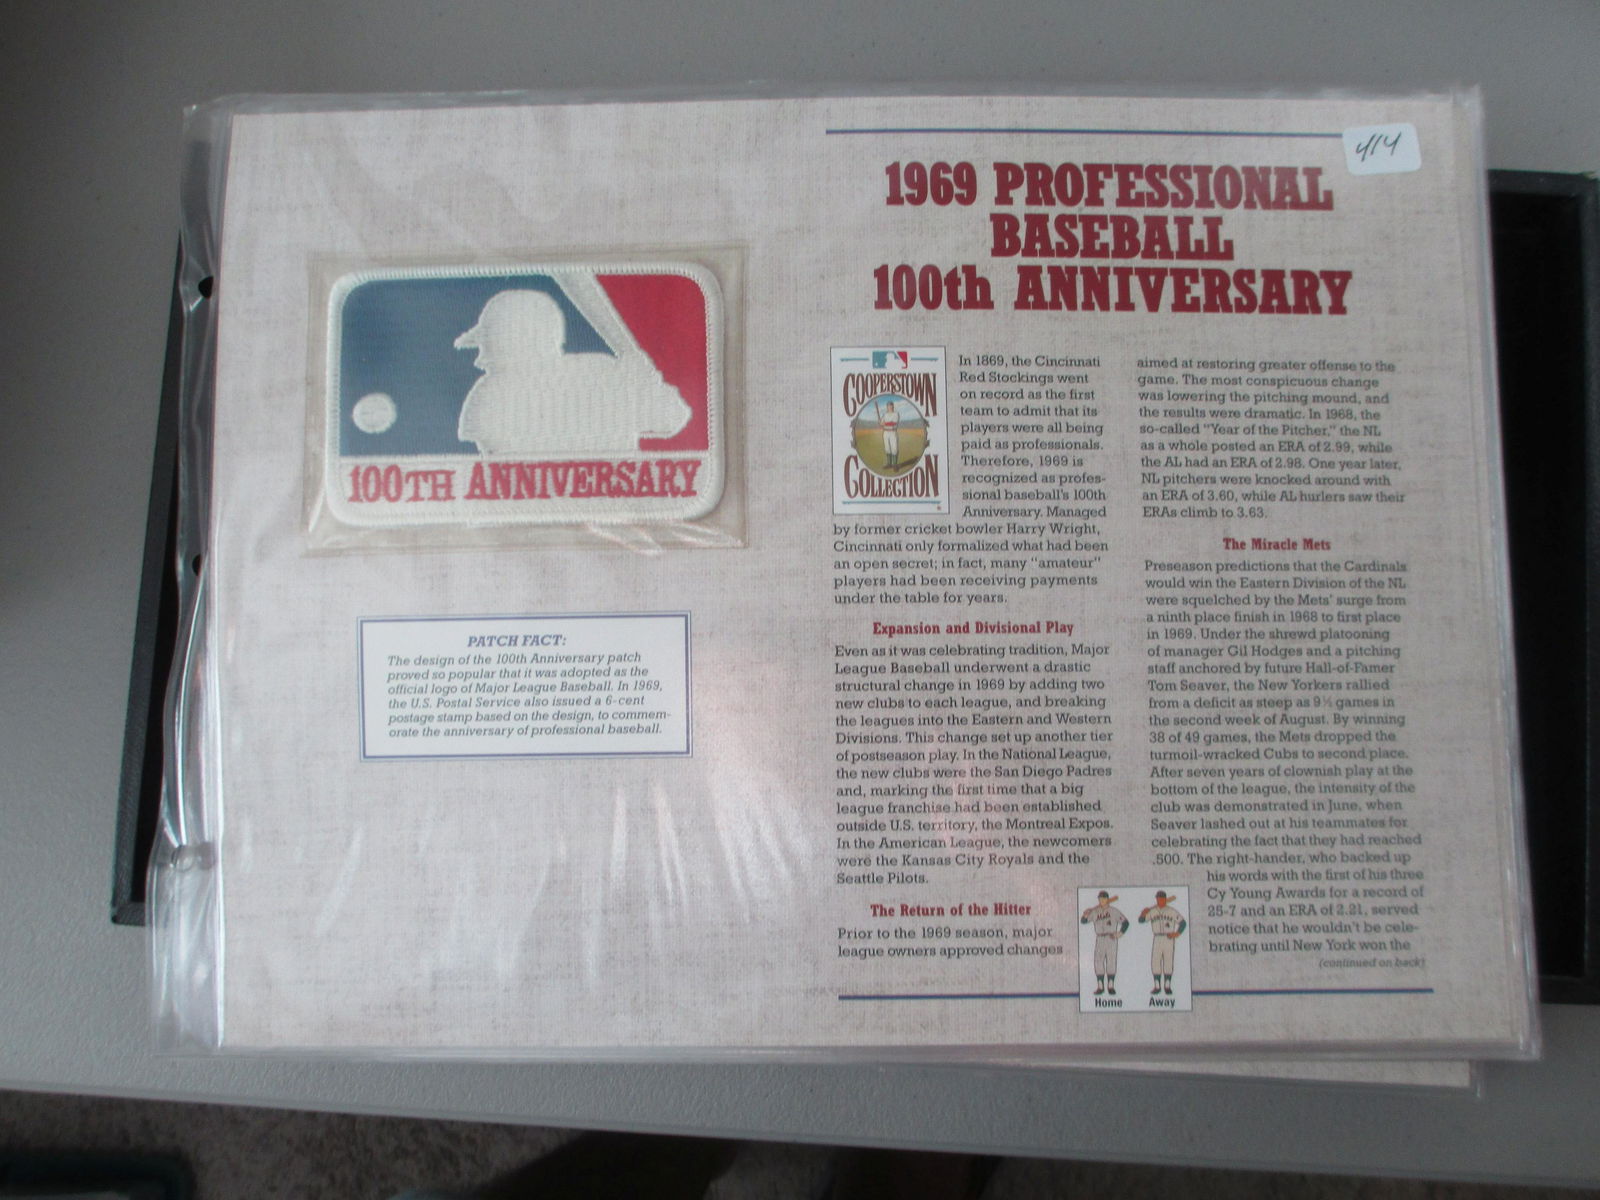 414
1969 PROFESSIONAL
BASEBALL
100th ANNIVERSARY
100TH ANNIVERSARY
PATCH FACT:
The design of the 100th Anniversary patch
proved so popular that it was adopted as the
official logo of Major League Baseball. In 1969,
the U.S. Postal Service also issued a 6-cent
postage stamp based on the design, to commem-
orate the anniversary of professional baseball.
COOPERSTOWN
COLLECTION
In 1869, the Cincinnati
Red Stockings went
on record as the first
team to admit that its
players were all being
paid as professionals.
Therefore, 1969 is
recognized as profes-
sional baseball's 100th
Anniversary. Managed
by former cricket bowler Harry Wright,
Cincinnati only formalized what had been
an open secret; in fact, many "amateur"
players had been receiving payments
under the table for years.
Expansion and Divisional Play
Even as it was celebrating tradition, Major
League Baseball underwent a drastic
structural change in 1969 by adding two
new clubs to each league, and breaking
the leagues into the Eastern and Western
Divisions. This change set up another tier
of postseason play. In the National League,
the new clubs were the San Diego Padres
and, marking the first time that a big
league franchise had been established
outside U.S. territory, the Montreal Expos.
In the American League, the newcomers
were the Kansas City Royals and the
Seattle Pilots.
The Return of the Hitter
Prior to the 1969 season, major
league owners approved changes
aimed at restoring greater offense to the
game. The most conspicuous change
was lowering the pitching mound, and
the results were dramatic. In 1968, the
so-called "Year of the Pitcher," the NL
as a whole posted an ERA of 2.99, while
the AL had an ERA of 2.98. One year later,
NL pitchers were knocked around with
an ERA of 3.60, while AL hurlers saw their
ERAs climb to 3.63.
The Miracle Mets
Preseason predictions that the Cardinals
would win the Eastern Division of the NL
were squelched by the Mets' surge from
a ninth place finish in 1968 to first place
in 1969. Under the shrewd platooning
of manager Gil Hodges and a pitching
staff anchored by future Hall-of-Famer
Tom Seaver, the New Yorkers rallied
from a deficit as steep as 9½ games in
the second week of August. By winning
38 of 49 games, the Mets dropped the
turmoil-wracked Cubs to second place.
After seven years of clownish play at the
bottom of the league, the intensity of the
club was demonstrated in June, when
Seaver lashed out at his teammates for
celebrating the fact that they had reached
.500. The right-hander, who backed up
his words with the first of his three
Cy Young Awards for a record of
25-7 and an ERA of 2.21, served
notice that he wouldn't be cele-
brating until New York won the
(continued on back)
Home Away